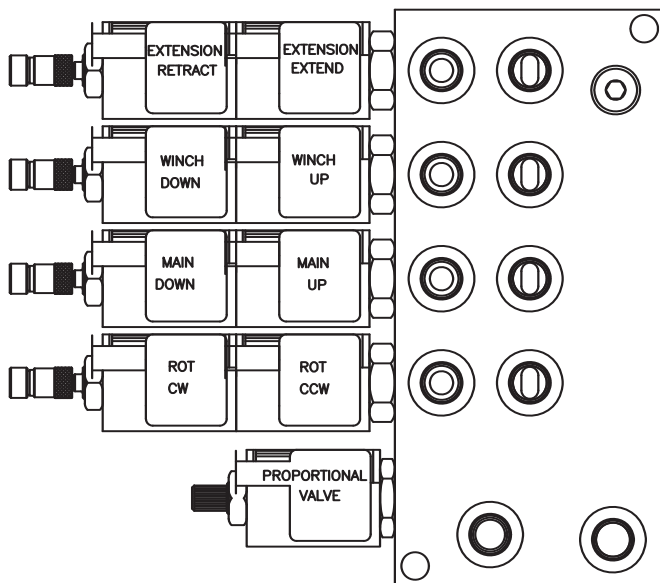 EXTENSION
RETRACT
EXTENSION
EXTEND
WINCH
DOWN
WINCH
UP
MAIN
DOWN
MAIN
UP
ROT
CW
ROT
CCW
PROPORTIONAL
VALVE